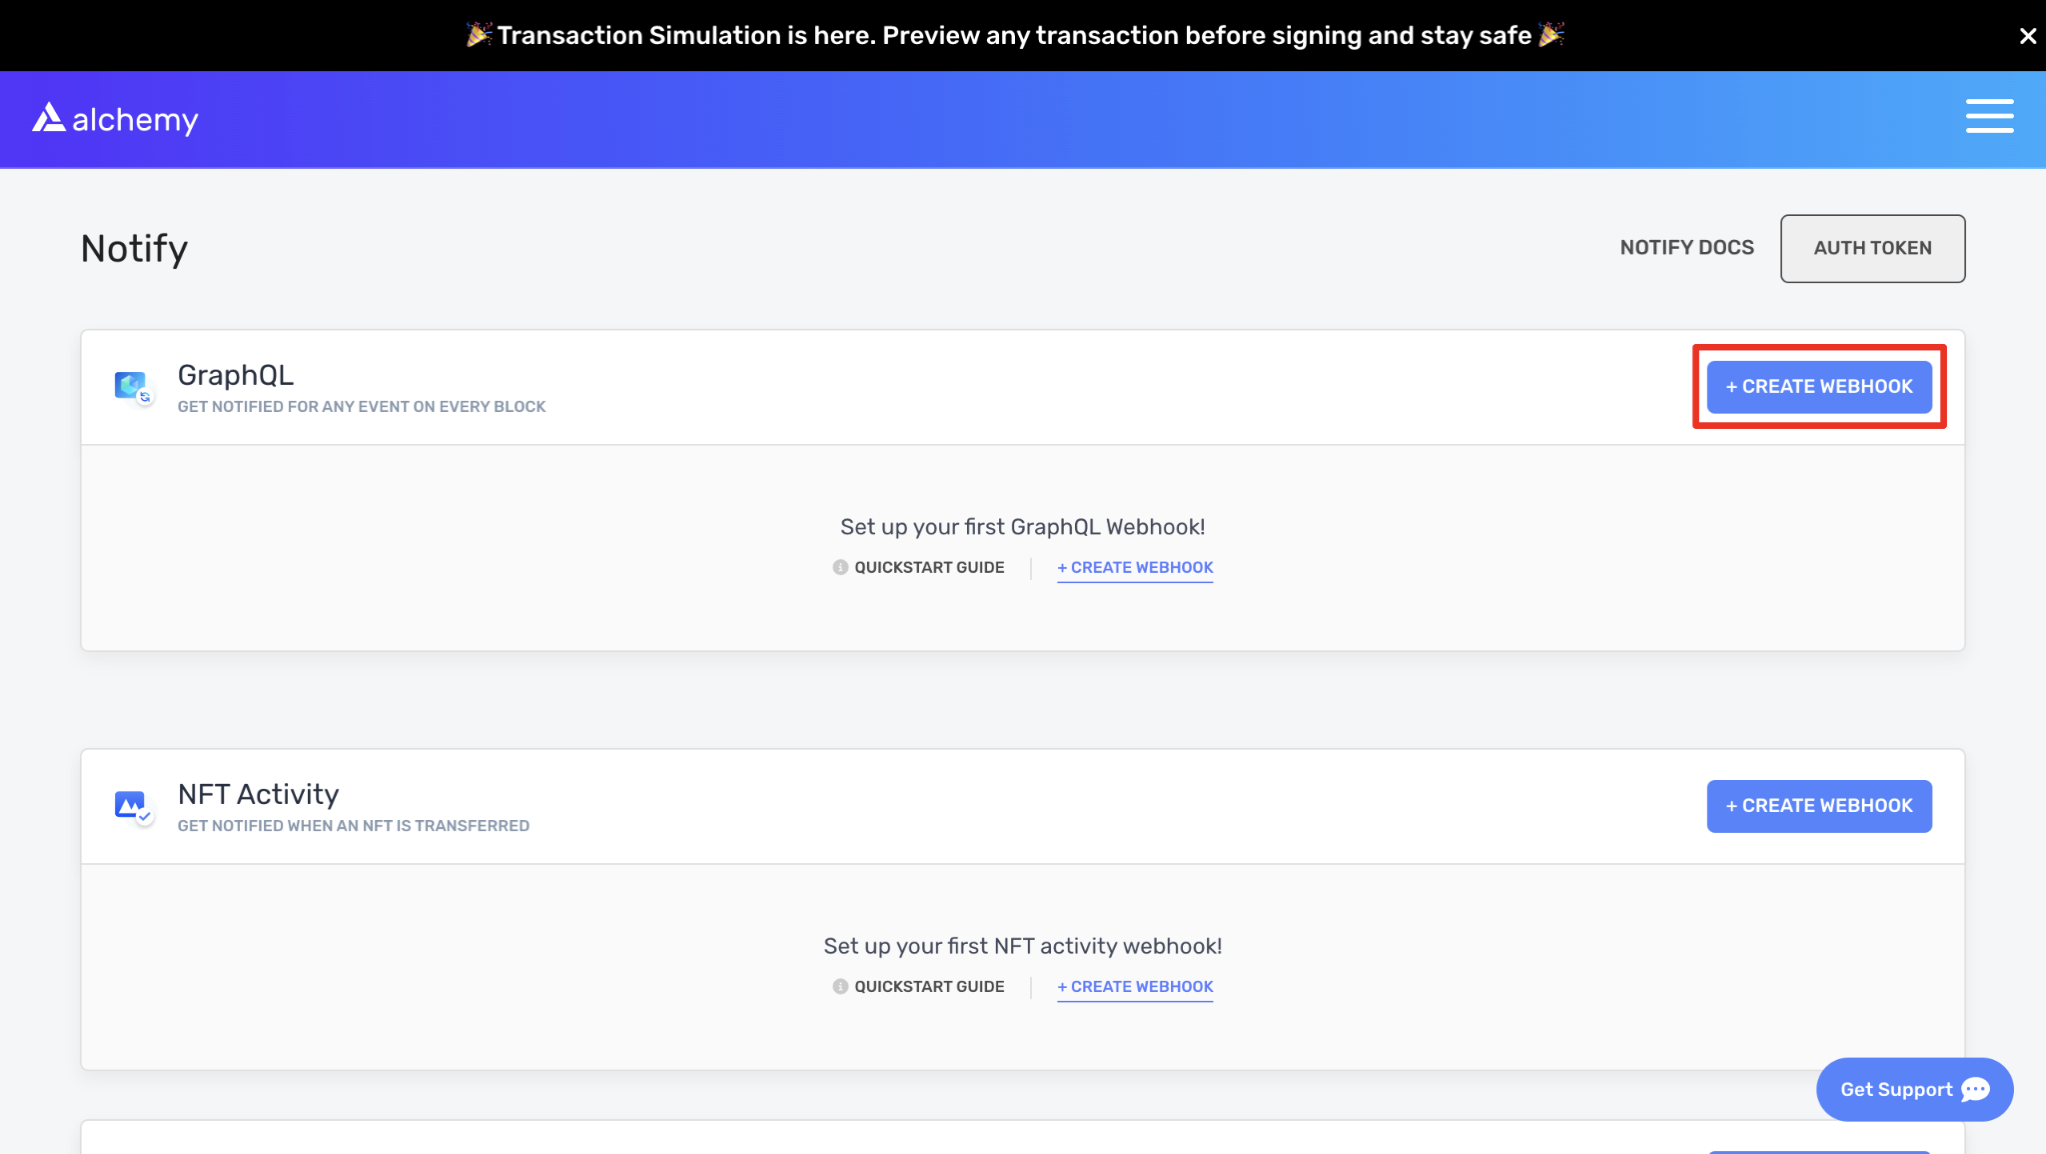 🎉Transaction Simulation is here. Preview any transaction before signing and stay safe🎉
alchemy
Notify
NOTIFY DOCS
AUTH TOKEN
GraphQL
GET NOTIFIED FOR ANY EVENT ON EVERY BLOCK
+ CREATE WEBHOOK
Set up your first GraphQL Webhook!
QUICKSTART GUIDE
+ CREATE WEBHOOK
NFT Activity
GET NOTIFIED WHEN AN NFT IS TRANSFERRED
+ CREATE WEBHOOK
Set up your first NFT activity webhook!
QUICKSTART GUIDE
+ CREATE WEBHOOK
Get Support